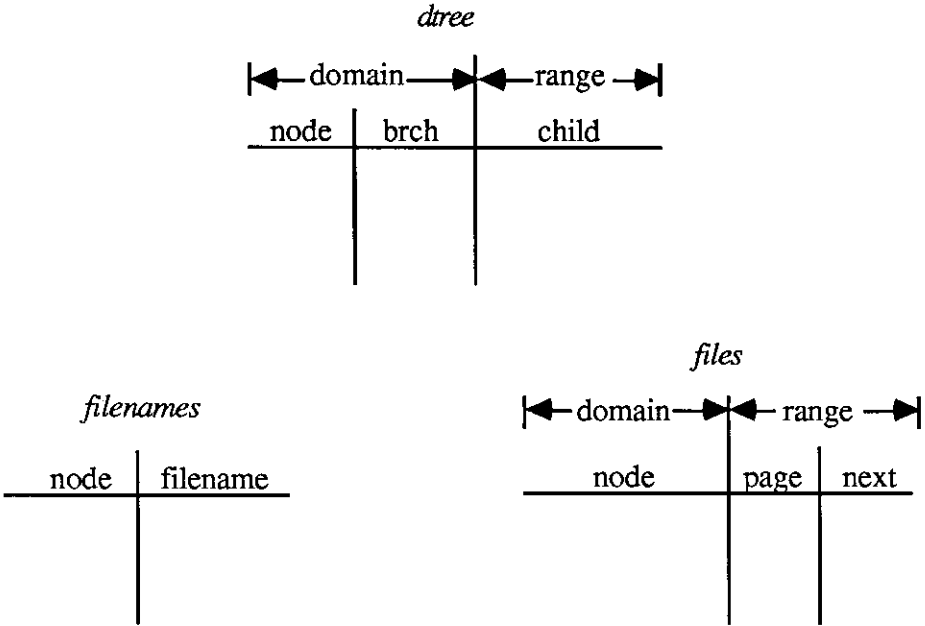 dtree
domain range
node brch child
files
filenames
domain range
node filename
node page next